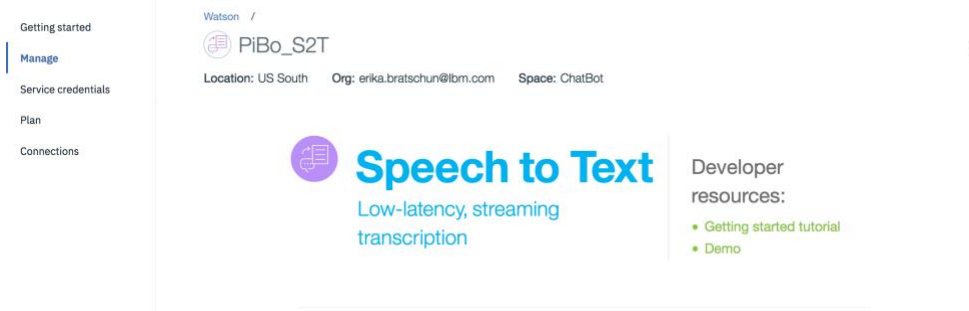 Getting started
Manage
Service credentials
Plan
Connections
Watson /
PiBo_S2T
Location: US South Org: erika.bratschun@Ibm.com Space: ChatBot
Speech to Text
Low-latency, streaming
transcription
Developer
resources:
• Getting started tutorial
• Demo